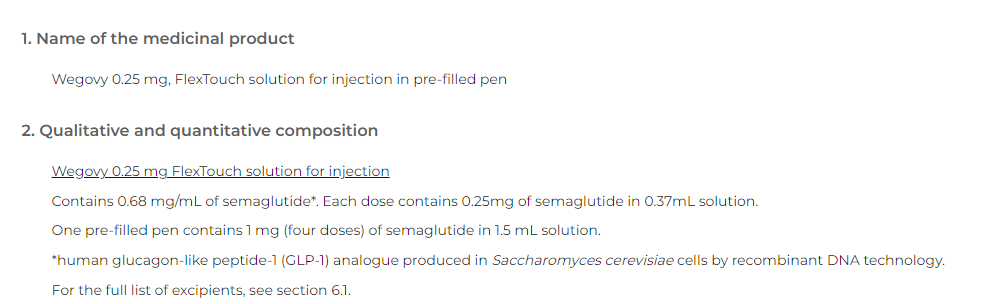 1. Name of the medicinal product
Wegovy 0.25 mg, FlexTouch solution for injection in pre-filled pen
2. Qualitative and quantitative composition
Wegovy 0.25 mg FlexTouch solution for injection
Contains 0.68 mg/mL of semaglutide*. Each dose contains 0.25mg of semaglutide in 0.37mL solution.
One pre-filled pen contains 1 mg (four doses) of semaglutide in 1.5 mL solution.
*human glucagon-like peptide-1 (GLP-1) analogue produced in Saccharomyces cerevisiae cells by recombinant DNA technology.
For the full list of excipients, see section 6.1.